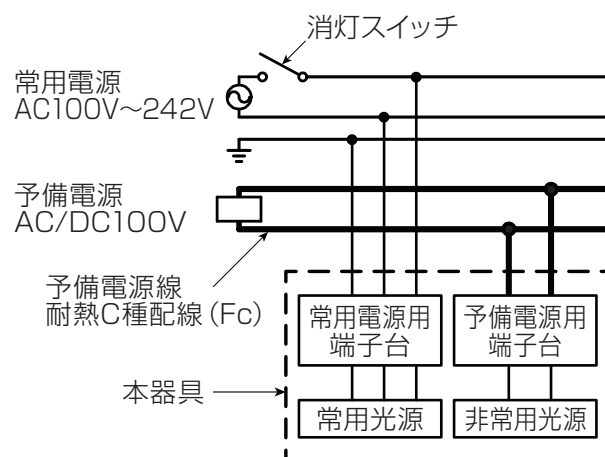 消灯スイッチ
常用電源
AC100V～242V
予備電源
AC/DC100V
予備電源線
耐熱C種配線(Fc)
常用電源用
端子台
予備電源用
端子台
本器具
常用光源
非常用光源